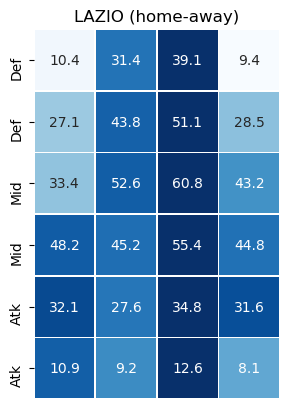 LAZIO (home-away)
Def 10.4 31.4 39.1 9.4
Def 27.1 43.8 51.1 28.5
Mid 33.4 52.6 60.8 43.2
Mid 48.2 45.2 55.4 44.8
Atk 32.1 27.6 34.8 31.6
Atk 10.9 9.2 12.6 8.1